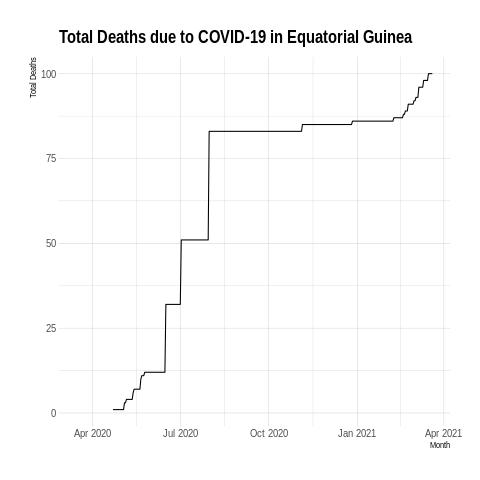 Total Deaths due to COVID-19 in Equatorial Guinea
Total Deaths
100
75
50
25
0
Apr 2020
Jul 2020
Oct 2020
Jan 2021
Apr 2021
Month